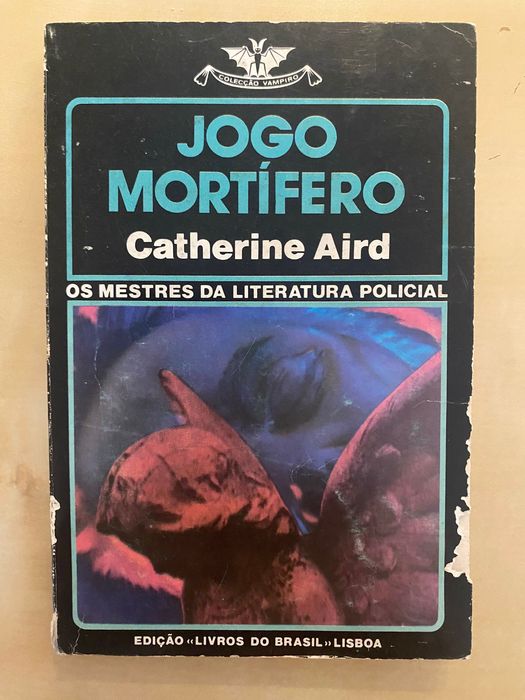 COLECÇÃO VAMPIRO
JOGO
MORTÍFERO
Catherine Aird
OS MESTRES DA LITERATURA POLICIAL
EDIÇÃO «LIVROS DO BRASIL» LISBOA